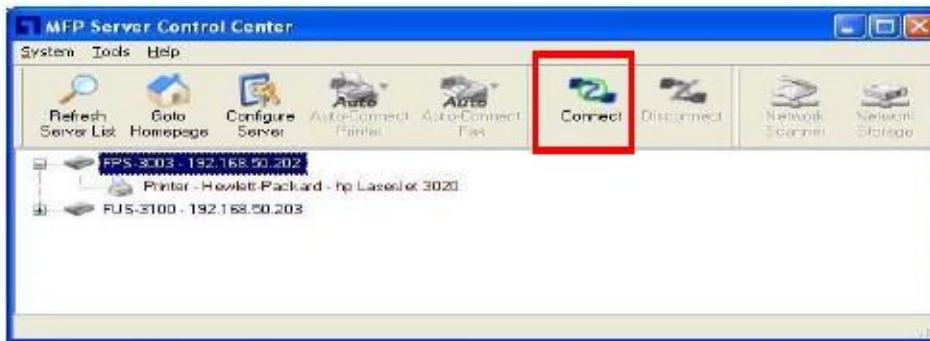 MFP Server Control Center
System Tools Help
Refresh Server List
Goto Homepage
Configure Server
Auto
Auto-Connect Printer
Auto
Auto-Connect Fax
Connect
Disconnect
Network Scanner
Network Storage
FPS-3003 - 192.168.50.202
Printer - Hewlett-Packard - hp LaserJet 3020
FUS-3100 - 192.168.50.203